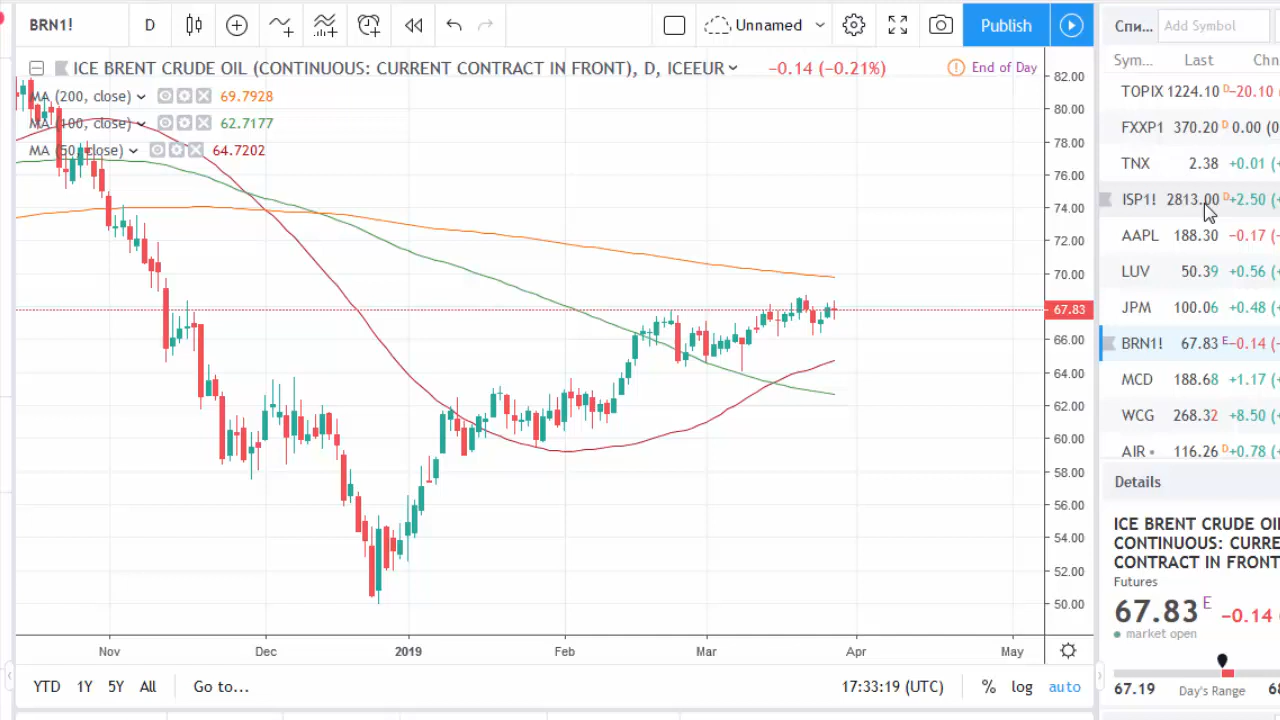 BRN1!
D
Unnamed
Publish
Спи...
Add Symbol
ICE BRENT CRUDE OIL (CONTINUOUS: CURRENT CONTRACT IN FRONT), D, ICEEUR
−0.14 (−0.21%)
End of Day
MA (200, close)
69.7928
MA (100, close)
62.7177
MA (50, close)
64.7202
82.00
80.00
78.00
76.00
74.00
72.00
70.00
67.83
66.00
64.00
62.00
60.00
58.00
56.00
54.00
52.00
50.00
Nov
Dec
2019
Feb
Mar
Apr
May
YTD
1Y
5Y
All
Go to...
17:33:19 (UTC)
%
log
auto
Sym... Last Chn
TOPIX 1224.10 D −20.10 (
FXXP1 370.20 D 0.00 (0
TNX 2.38 +0.01 (
ISP1! 2813.00 D +2.50 (+
AAPL 188.30 −0.17 (−
LUV 50.39 +0.56 (+
JPM 100.06 +0.48 (+
BRN1! 67.83 E −0.14 (−
MCD 188.68 +1.17 (+
WCG 268.32 +8.50 (+
AIR 116.26 D +0.78 (+
Details
ICE BRENT CRUDE OI
CONTINUOUS: CURRE
CONTRACT IN FRONT
Futures
67.83 E −0.14
market open
67.19 Day's Range 68